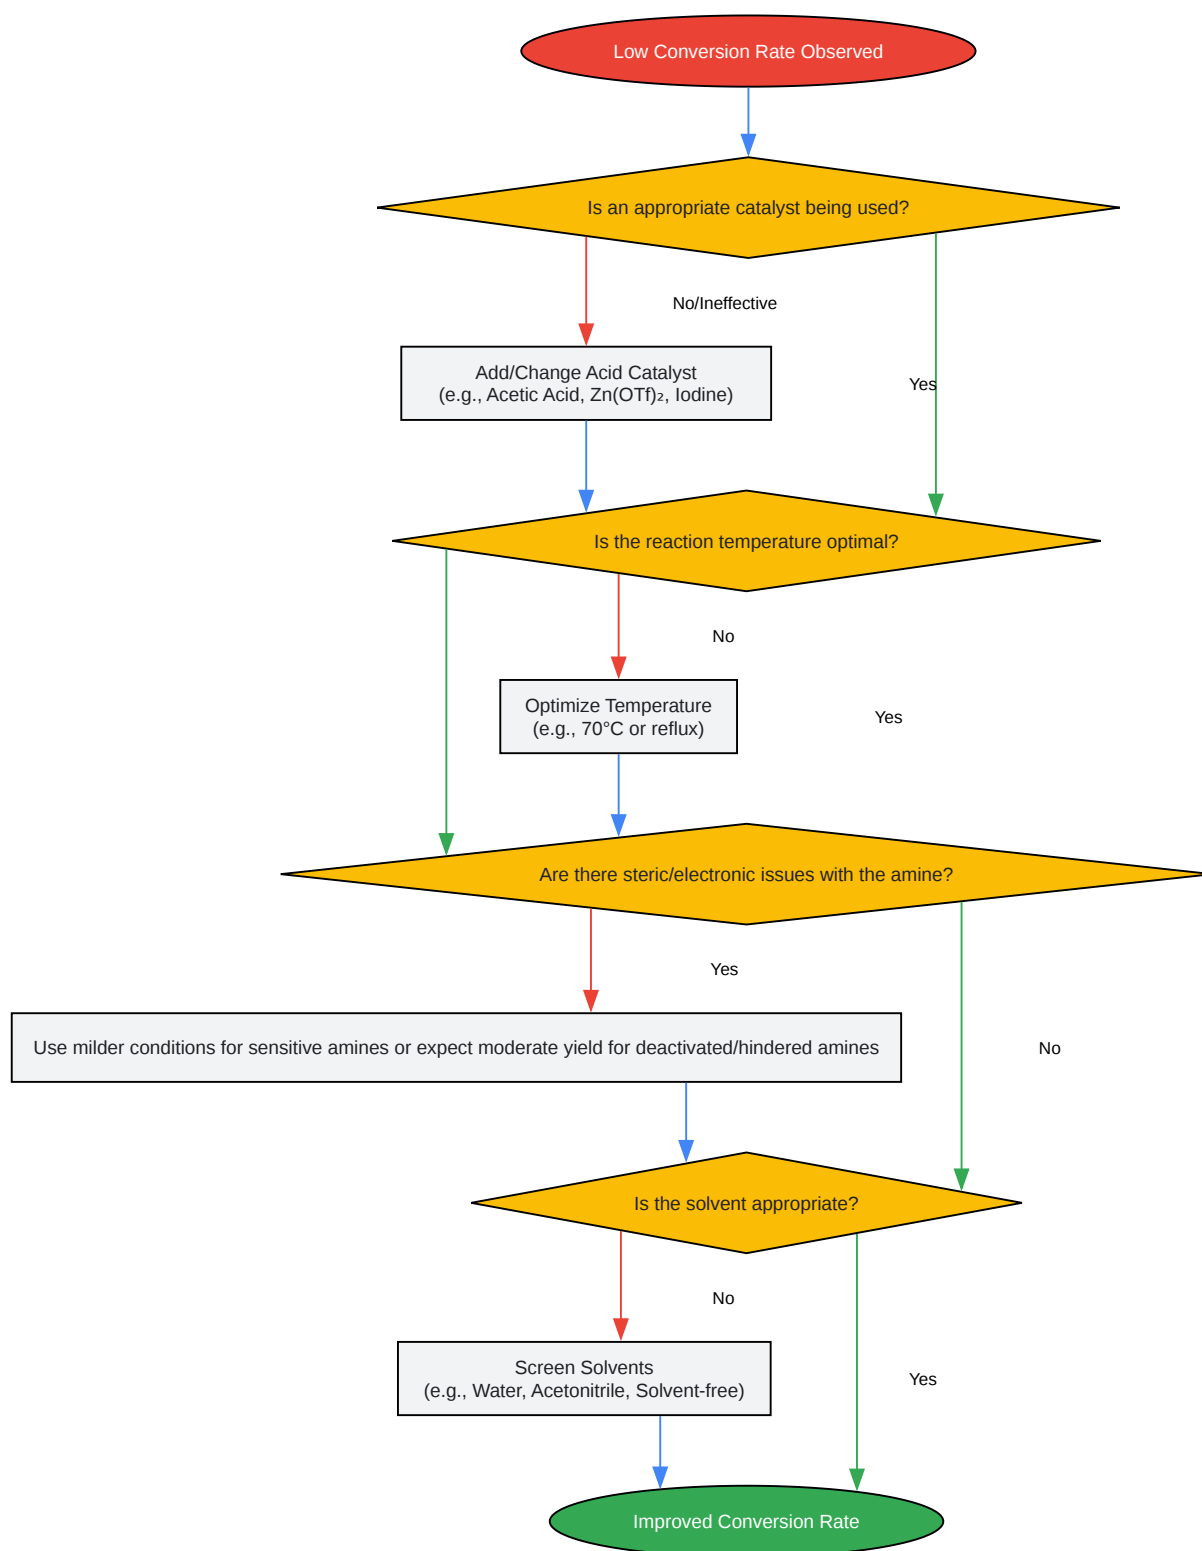 Low Conversion Rate Observed
Is an appropriate catalyst being used?
No/Ineffective
Add/Change Acid Catalyst
(e.g., Acetic Acid, Zn(OTf)₂, Iodine)
Yes
Is the reaction temperature optimal?
No
Optimize Temperature
(e.g., 70°C or reflux)
Yes
Are there steric/electronic issues with the amine?
Yes
Use milder conditions for sensitive amines or expect moderate yield for deactivated/hindered amines
No
Is the solvent appropriate?
No
Screen Solvents
(e.g., Water, Acetonitrile, Solvent-free)
Yes
Improved Conversion Rate